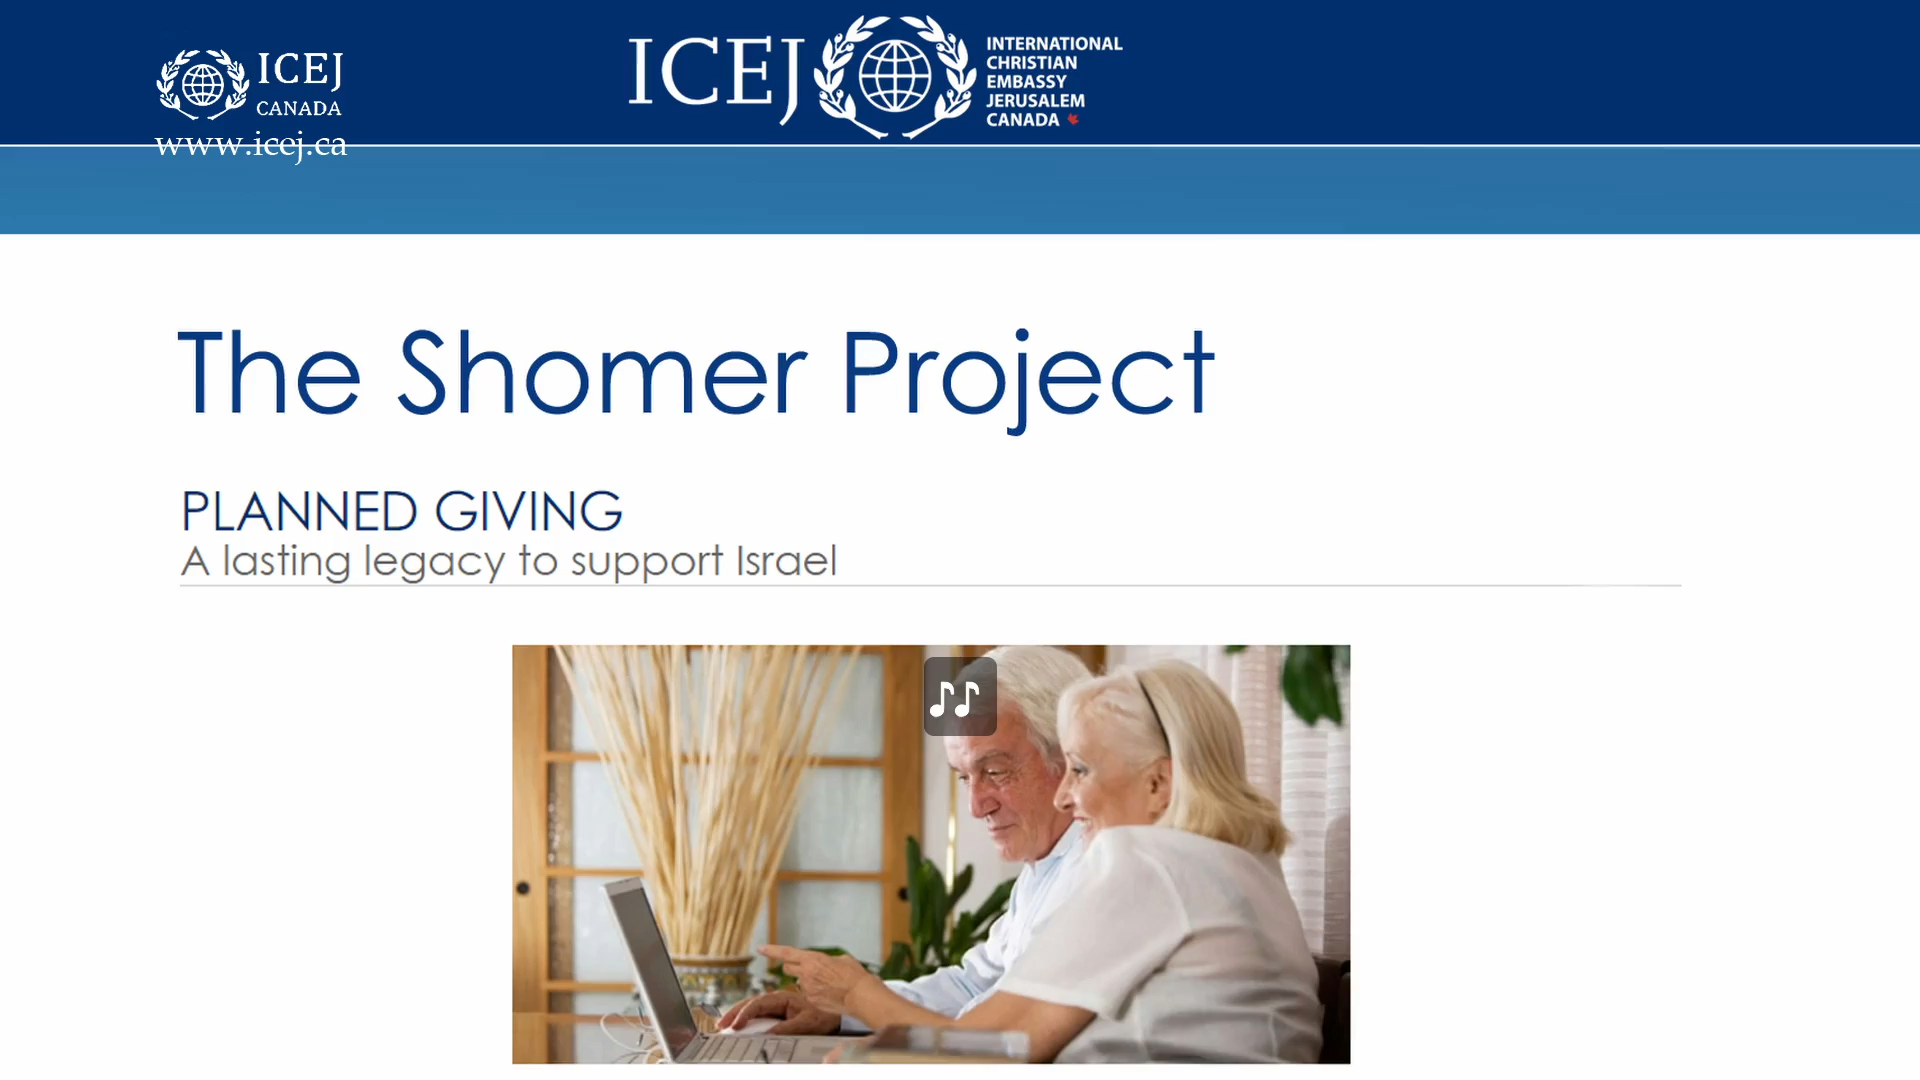 ICEJ
CANADA
www.icej.ca
ICEJ
INTERNATIONAL
CHRISTIAN
EMBASSY
JERUSALEM
CANADA
The Shomer Project
PLANNED GIVING
A lasting legacy to support Israel